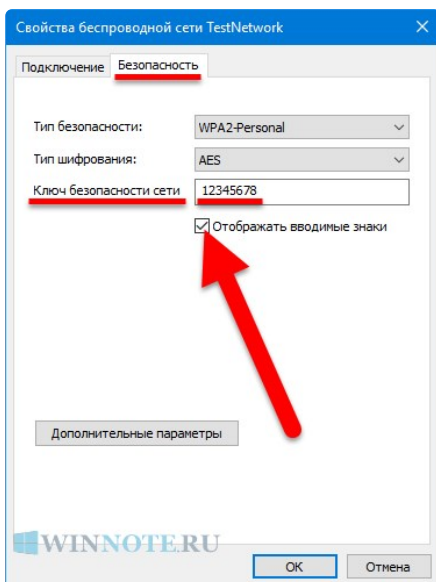 Свойства беспроводной сети TestNetwork
Подключение Безопасность
Тип безопасности: WPA2-Personal
Тип шифрования: AES
Ключ безопасности сети 12345678
Отображать вводимые знаки
Дополнительные параметры
WINNOTE.RU
ОК Отмена